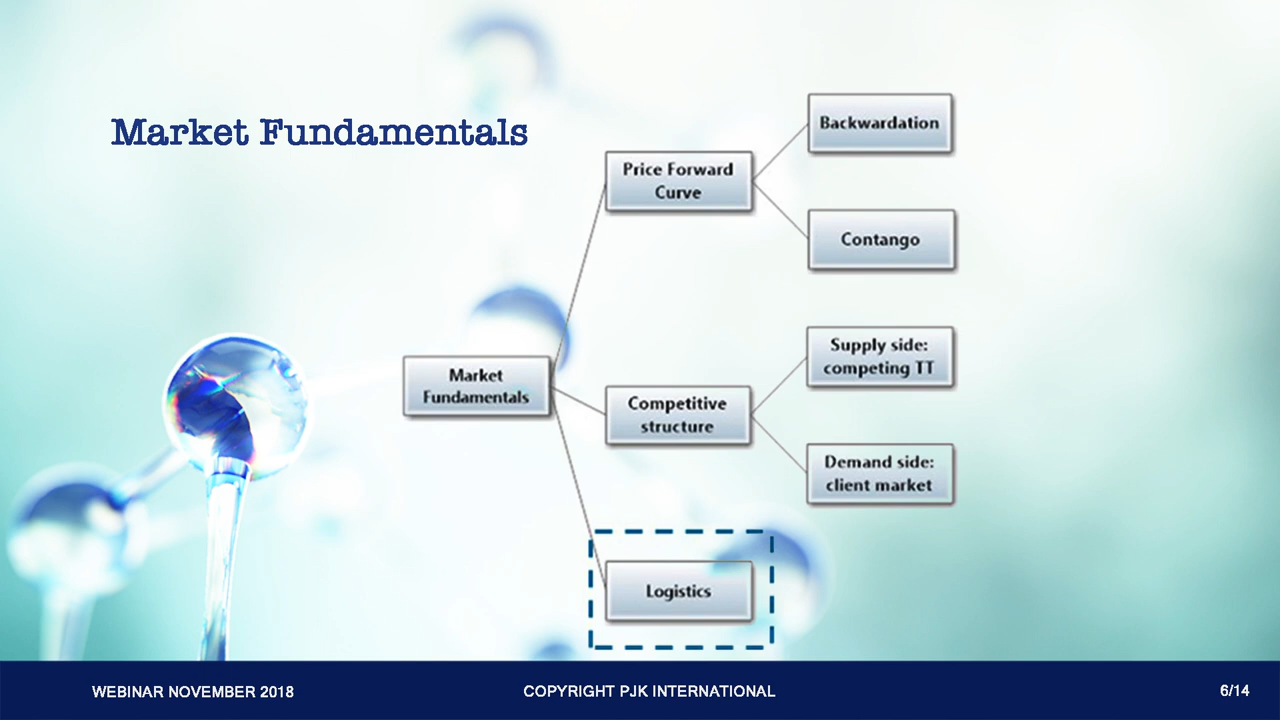 Market Fundamentals
Backwardation
Price Forward
Curve
Contango
Supply side:
competing TT
Market
Fundamentals
Competitive
structure
Demand side:
client market
Logistics
WEBINAR NOVEMBER 2018
COPYRIGHT PJK INTERNATIONAL
6/14